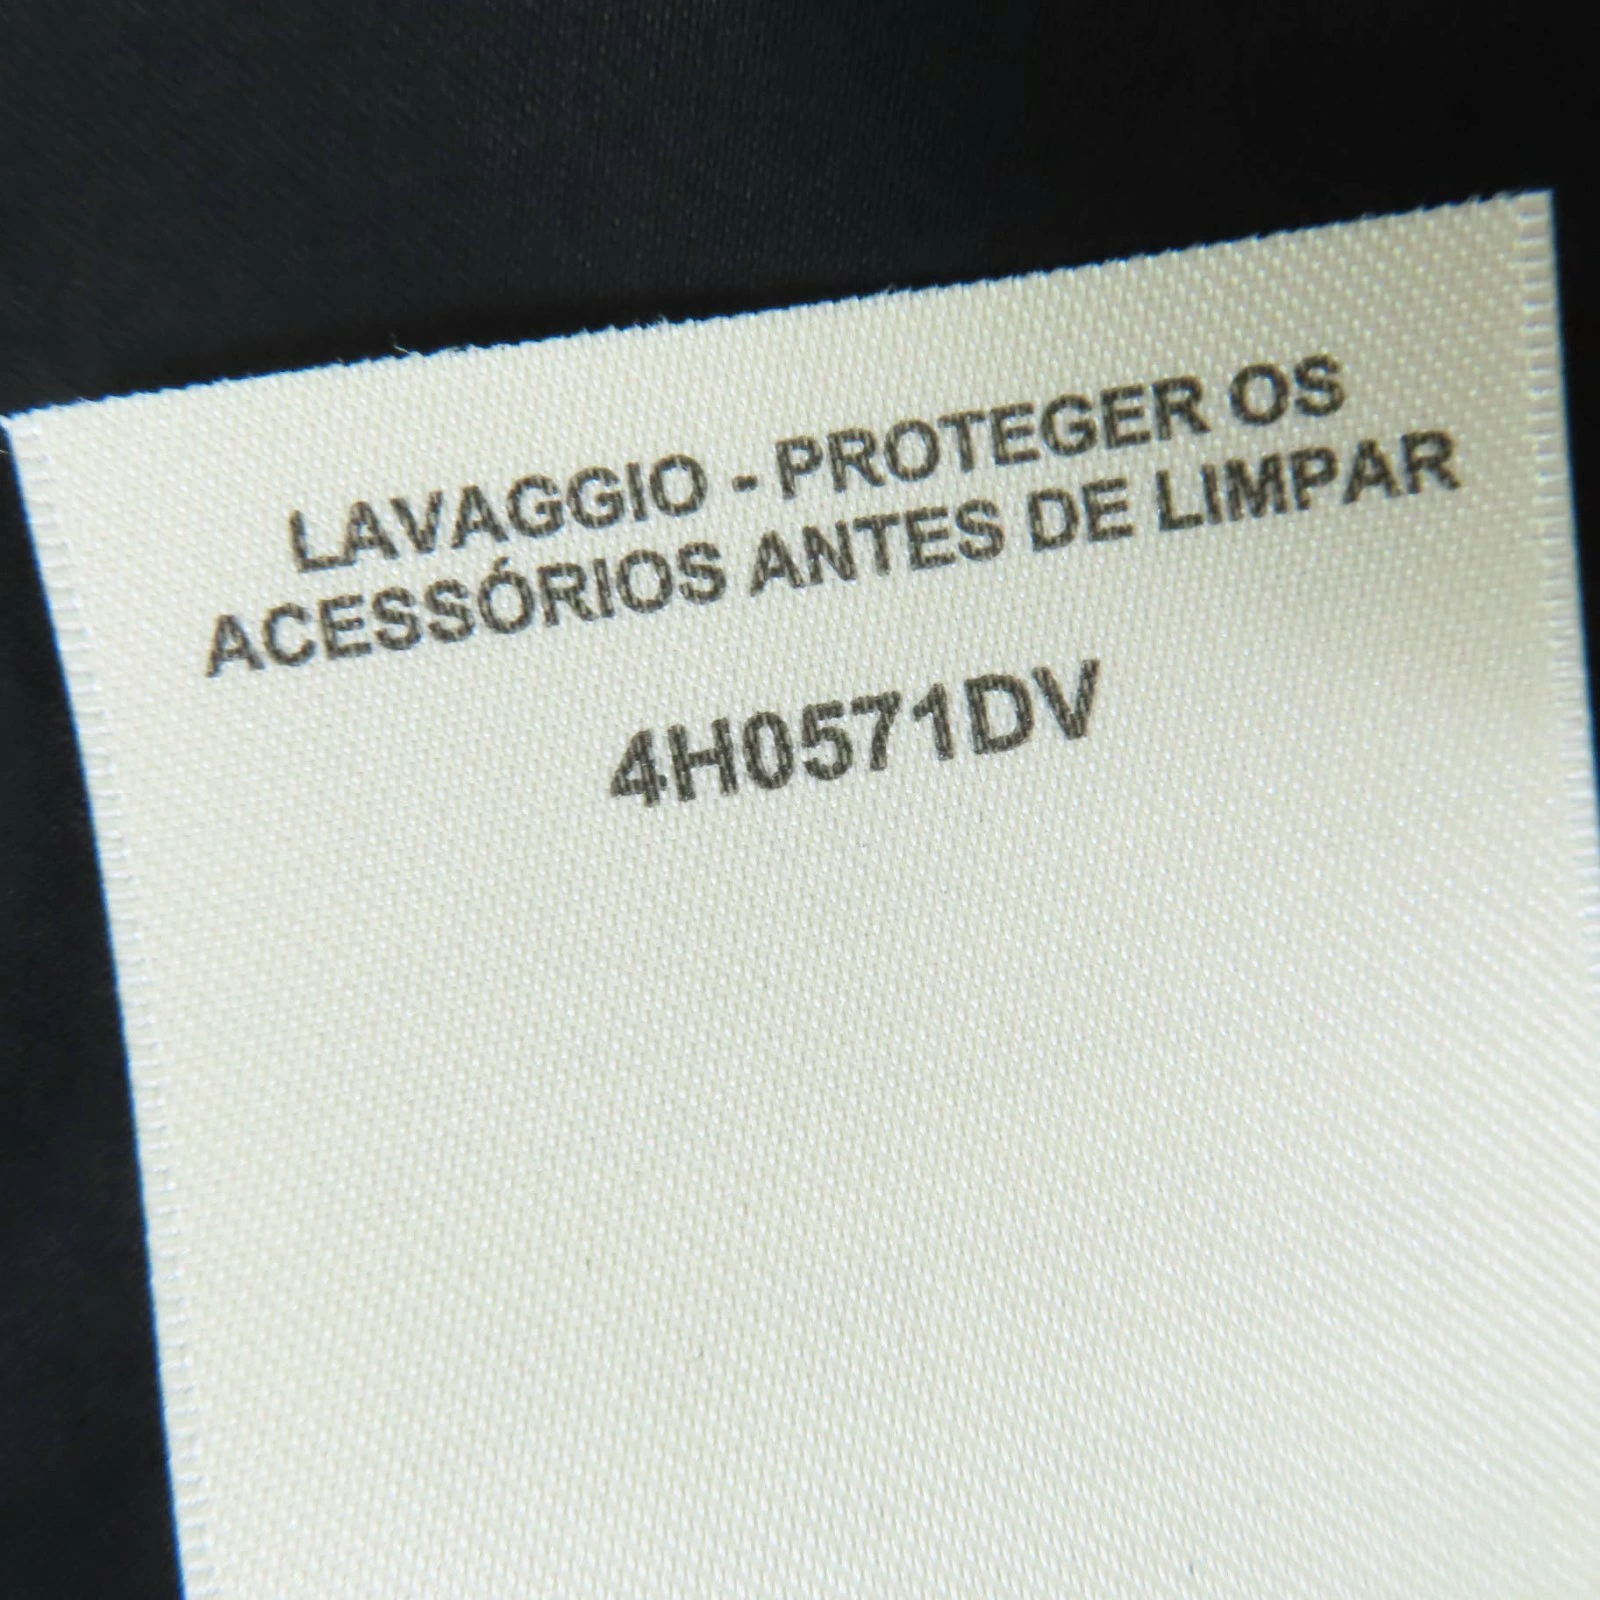 LAVAGGIO - PROTEGER OS
ACESSÓRIOS ANTES DE LIMPAR
4H0571DV